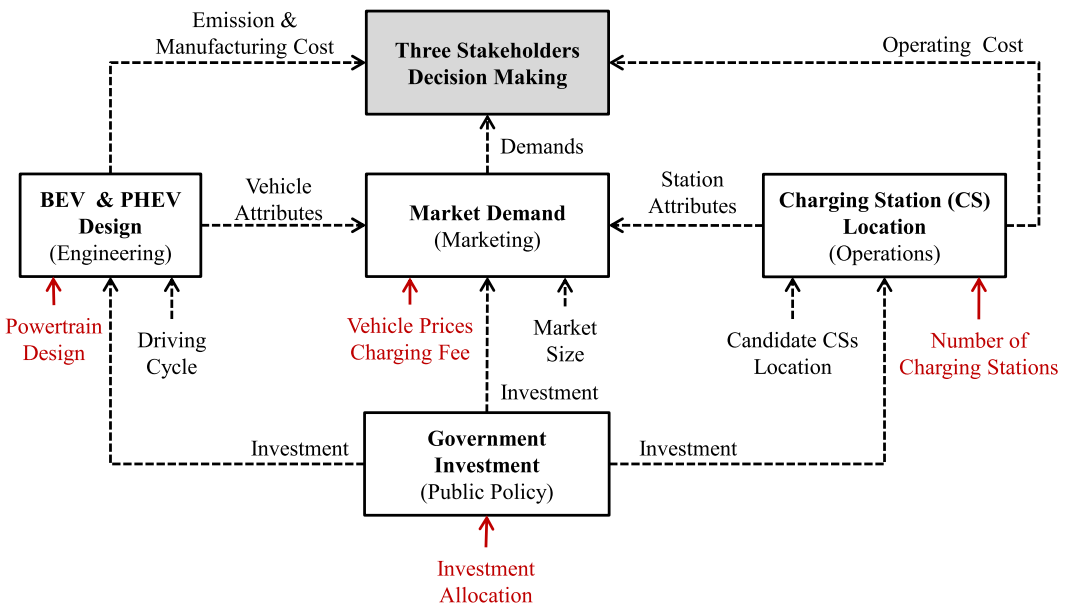 Emission &
Manufacturing Cost
Three Stakeholders
Decision Making
Operating Cost
Demands
BEV & PHEV
Design
(Engineering)
Vehicle
Attributes
Market Demand
(Marketing)
Station
Attributes
Charging Station (CS)
Location
(Operations)
Powertrain
Design
Driving
Cycle
Vehicle Prices
Charging Fee
Market
Size
Candidate CSs
Location
Number of
Charging Stations
Investment
Investment
Government
Investment
(Public Policy)
Investment
Investment
Allocation